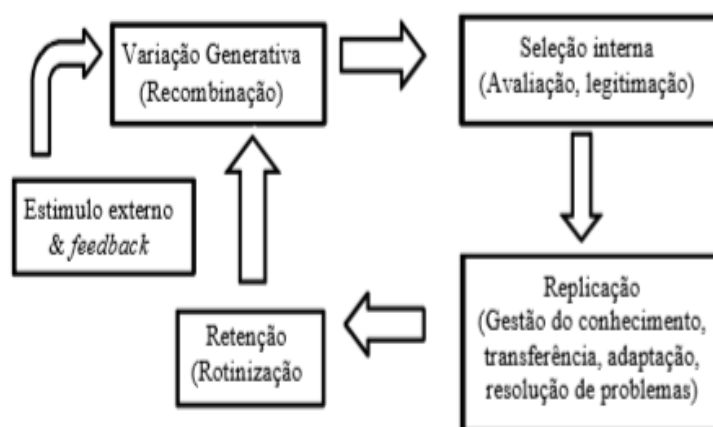 Variação Generativa
(Recombinação)
Seleção interna
(Avaliação, legitimação)
Estimulo externo
& feedback
Replicação
(Gestão do conhecimento,
transferência, adaptação,
resolução de problemas)
Retenção
(Rotinização